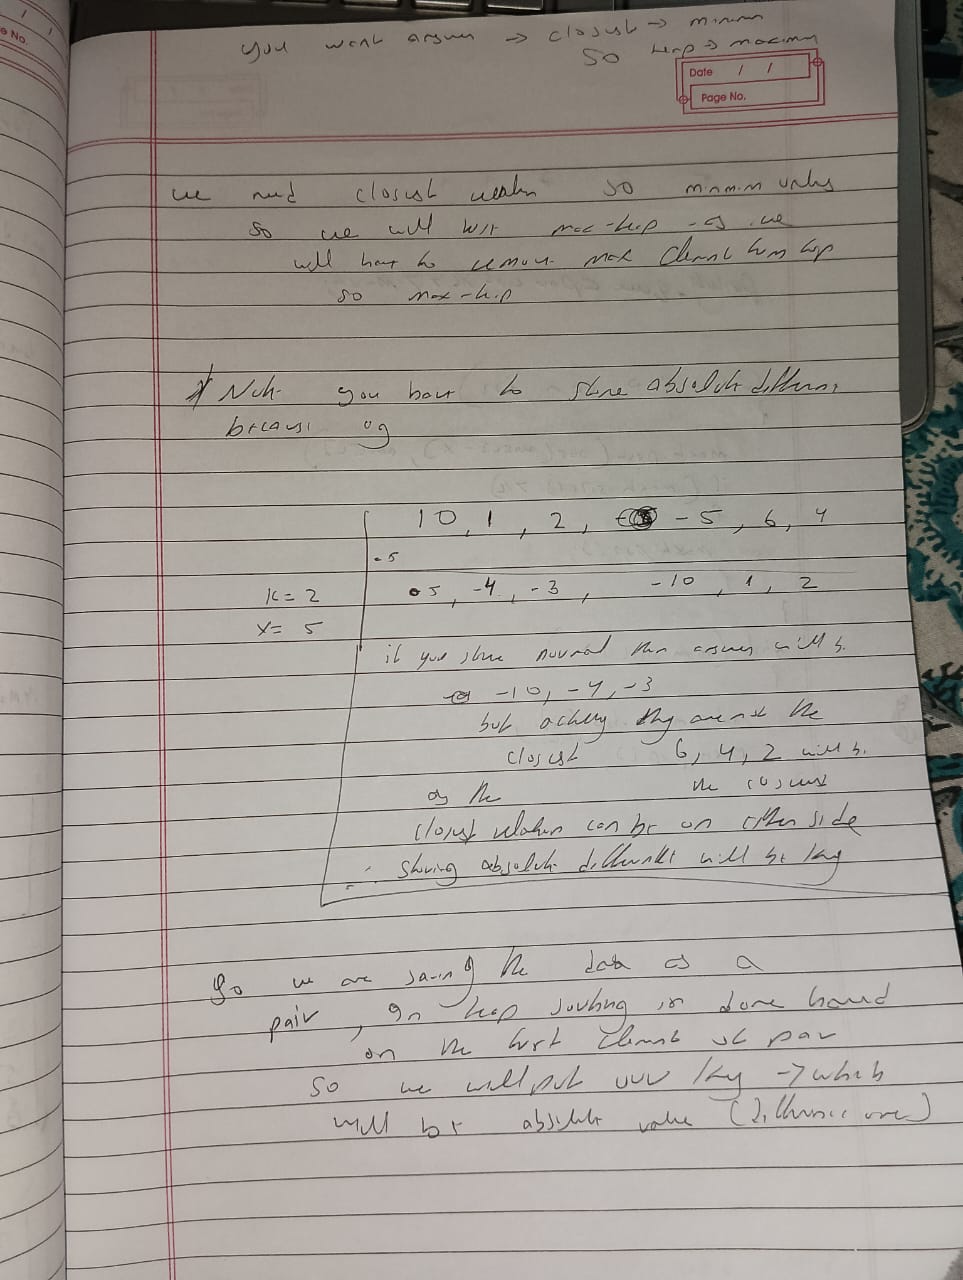 e No.
you want answer → closest → minimum
so heap → maximum
Date / /
Page No.
we need closest
so minimum values
so we will use max-heap as we
will have to remove max element from top
so max-heap
* Note you have to store absolute difference
because of
10, 1, 2, -5, 6, 4
-5
K = 2
5, -4, -3, -10, 1, 2
X = 5
if you store normal then answer will be
-10, -4, -3
but actually they are not the
closest 6, 4, 2 will be
as the the closest
closest can be on other side
∴ storing absolute difference will be key
So we are saving the data as a
pair, In heap sorting is done based
on the first element of pair
so we will put our key → which
will be absolute value (difference one)